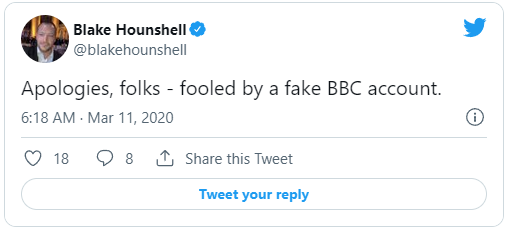 Blake Hounshell
@blakehounshell
Apologies, folks - fooled by a fake BBC account.
6:18 AM · Mar 11, 2020
18 8 Share this Tweet
Tweet your reply